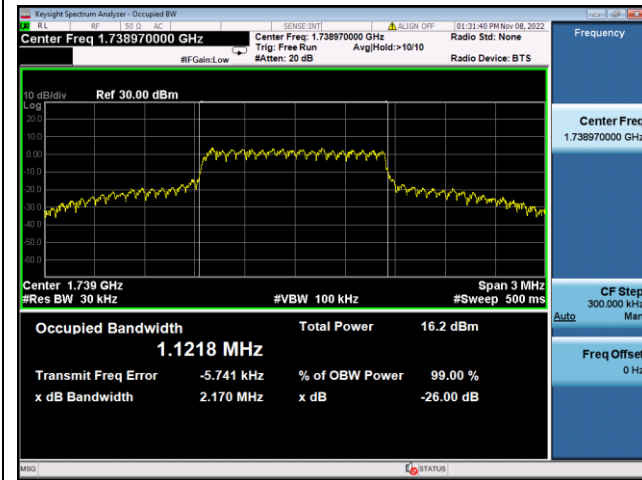 Keysight Spectrum Analyzer - Occupied BW
RL RF 50 Ω AC SENSE:INT ALIGN OFF 01:31:40 PM Nov 08, 2022
Center Freq 1.738970000 GHz
Center Freq: 1.738970000 GHz
Radio Std: None
Trig: Free Run Avg|Hold:>10/10
#IFGain:Low
#Atten: 20 dB
Radio Device: BTS
10 dB/div Ref 30.00 dBm
Log
20.0
10.0
0.00
-10.0
-20.0
-30.0
-40.0
-50.0
-60.0
Center 1.739 GHz Span 3 MHz
#Res BW 30 kHz #VBW 100 kHz #Sweep 500 ms
Occupied Bandwidth Total Power 16.2 dBm
1.1218 MHz
Transmit Freq Error -5.741 kHz % of OBW Power 99.00 %
x dB Bandwidth 2.170 MHz x dB -26.00 dB
MSG STATUS
Frequency
Center Freq
1.738970000 GHz
CF Step
300.000 kHz
Auto Man
Freq Offset
0 Hz